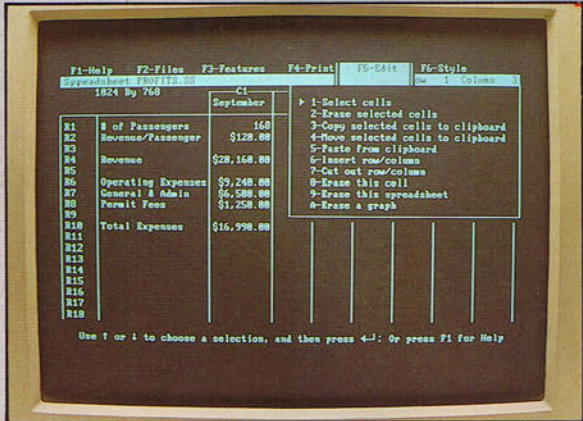 F1-Help F2-Files F3-Features F4-Print F5-Edit F6-Style
Spreadsheet PROFITS.SS ow 1 Column 3
1024 By 768 C1
September
R1 # of Passengers 168
R2 Revenue/Passenger $120.00
R3
R4 Revenue $20,160.00
R5
R6 Operating Expenses $9,240.00
R7 General & Admin $6,500.00
R8 Permit Fees $1,250.00
R9
R10 Total Expenses $16,990.00
R11
R12
R13
R14
R15
R16
R17
R18
1-Select cells
2-Erase selected cells
3-Copy selected cells to clipboard
4-Move selected cells to clipboard
5-Paste from clipboard
6-Insert row/column
7-Cut out row/column
8-Erase this cell
9-Erase this spreadsheet
A-Erase a graph
Use ↑ or ↓ to choose a selection, and then press ←┘; Or press F1 for Help